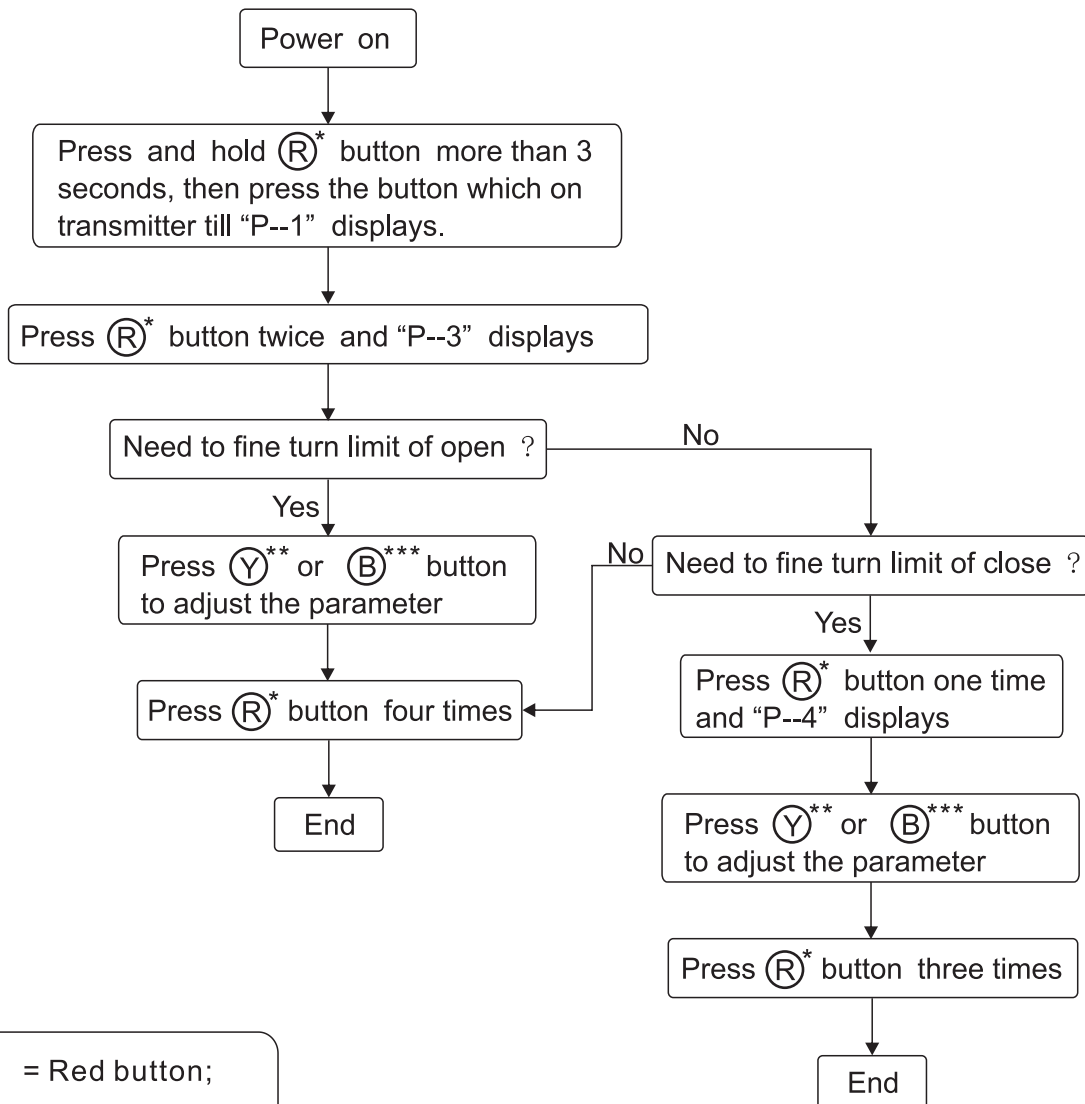 Power on
Press and hold Ⓡ* button more than 3
seconds, then press the button which on
transmitter till “P--1” displays.
Press Ⓡ* button twice and “P--3” displays
Need to fine turn limit of open ?
No
Yes
Press Ⓨ** or Ⓑ*** button
to adjust the parameter
No
Need to fine turn limit of close ?
Yes
Press Ⓡ* button four times
Press Ⓡ* button one time
and “P--4” displays
End
Press Ⓨ** or Ⓑ*** button
to adjust the parameter
Press Ⓡ* button three times
= Red button;
End